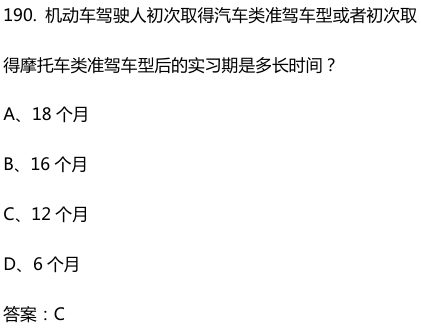 190. 机动车驾驶人初次取得汽车类准驾车型或者初次取
得摩托车类准驾车型后的实习期是多长时间？
A、18 个月
B、16 个月
C、12 个月
D、6 个月
答案：C